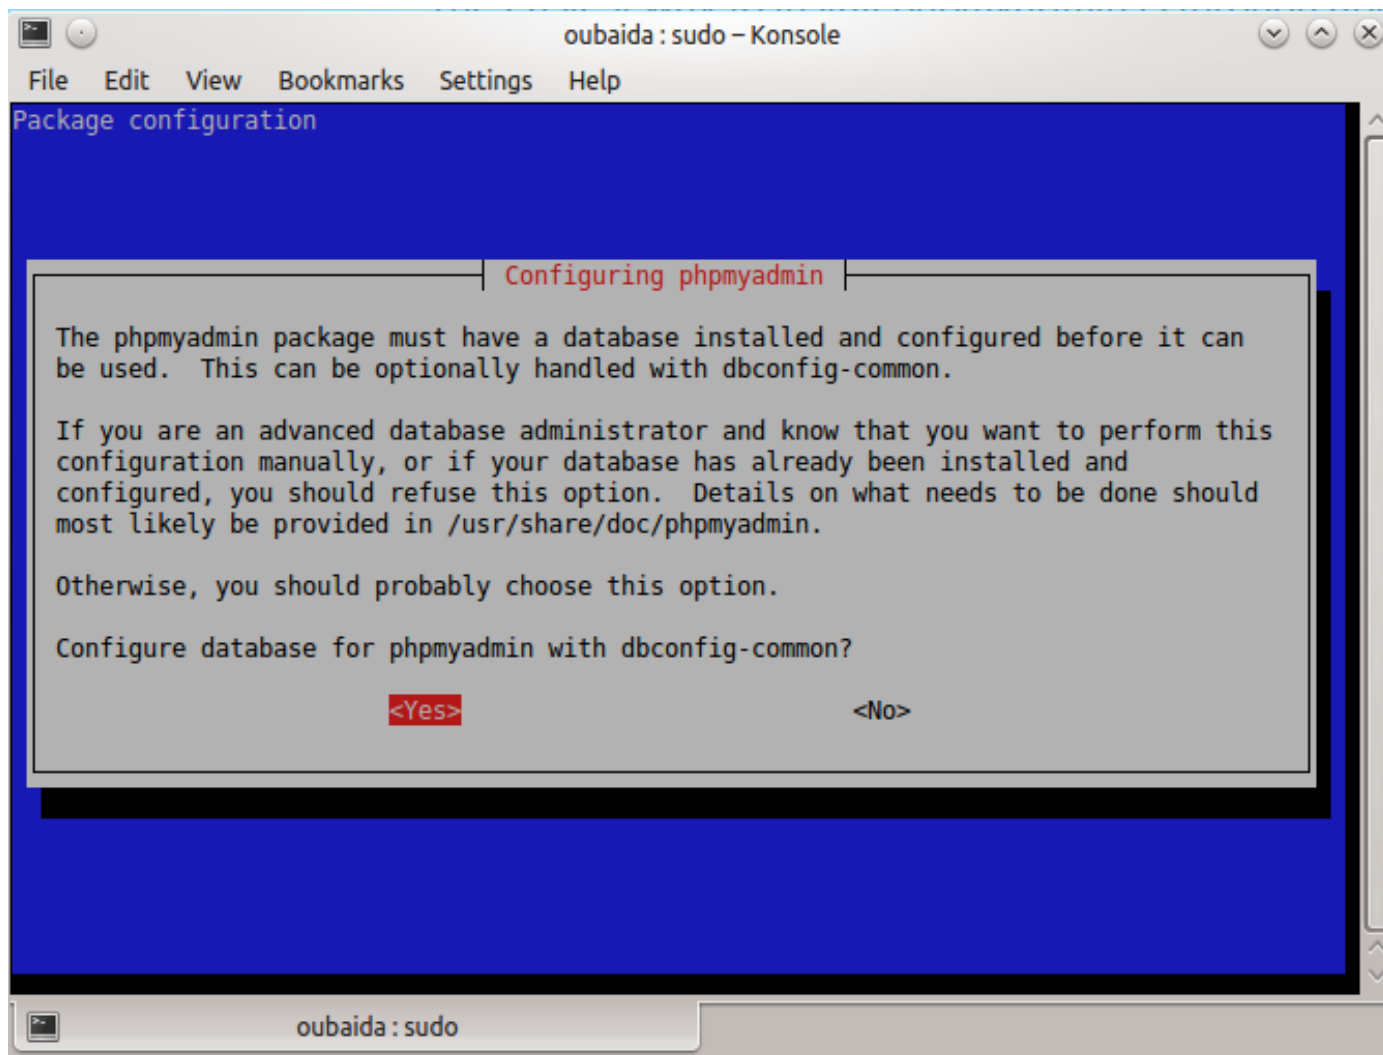 oubaida : sudo – Konsole
File Edit View Bookmarks Settings Help
Package configuration
Configuring phpmyadmin
The phpmyadmin package must have a database installed and configured before it can
be used.  This can be optionally handled with dbconfig-common.
If you are an advanced database administrator and know that you want to perform this
configuration manually, or if your database has already been installed and
configured, you should refuse this option.  Details on what needs to be done should
most likely be provided in /usr/share/doc/phpmyadmin.
Otherwise, you should probably choose this option.
Configure database for phpmyadmin with dbconfig-common?
<Yes> <No>
oubaida : sudo